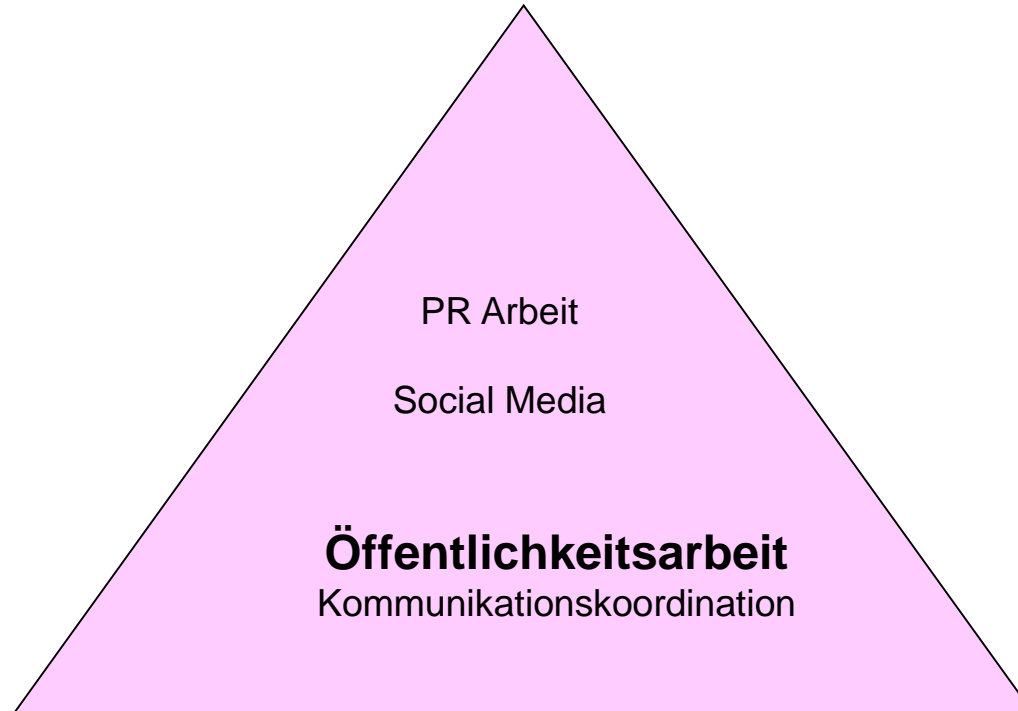 PR Arbeit
Social Media
Öffentlichkeitsarbeit
Kommunikationskoordination